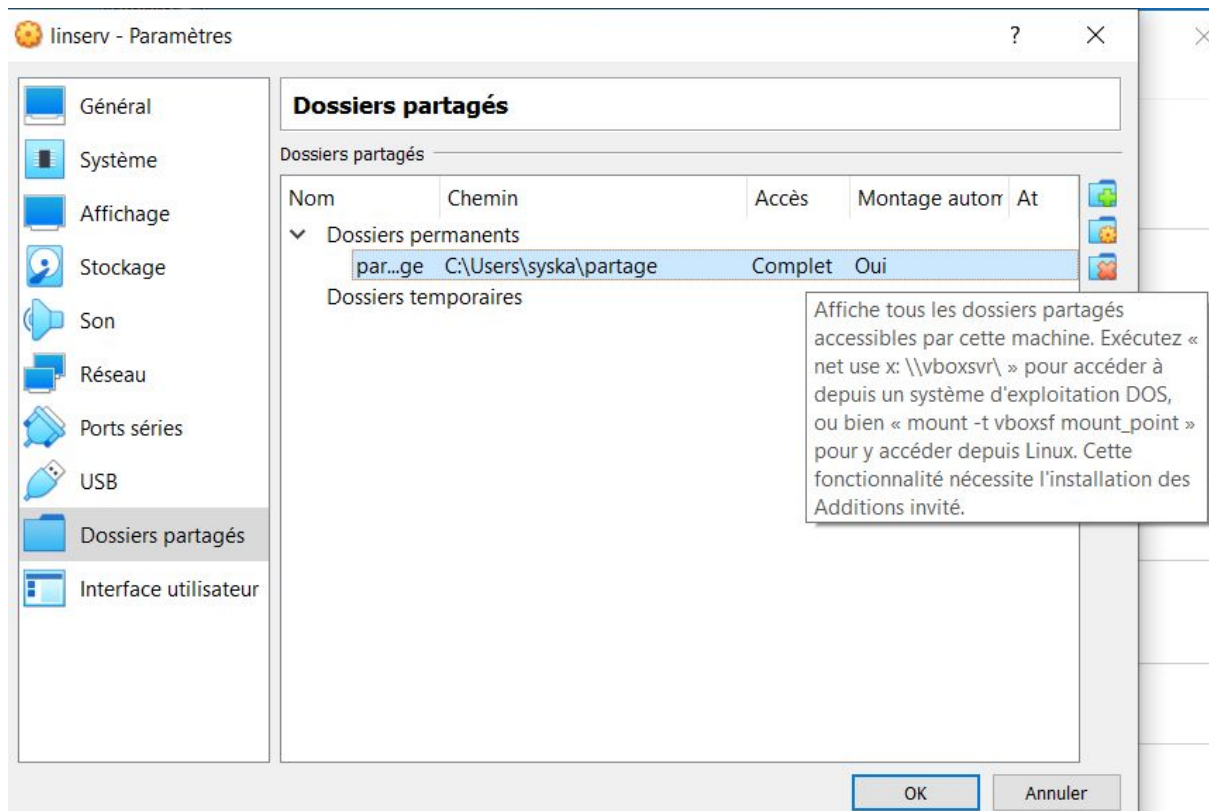 linserv - Paramètres
?
Général
Système
Affichage
Stockage
Son
Réseau
Ports séries
USB
Dossiers partagés
Interface utilisateur
Dossiers partagés
Dossiers partagés
Nom Chemin Accès Montage autom At
Dossiers permanents
par...ge C:\Users\syska\partage Complet Oui
Dossiers temporaires
Affiche tous les dossiers partagés
accessibles par cette machine. Exécutez «
net use x: \\vboxsvr\ » pour accéder à
depuis un système d'exploitation DOS,
ou bien « mount -t vboxsf mount_point »
pour y accéder depuis Linux. Cette
fonctionnalité nécessite l'installation des
Additions invité.
OK Annuler